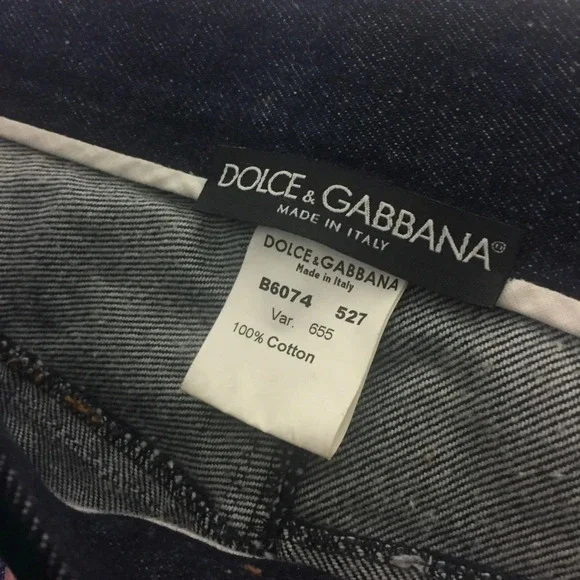 DOLCE & GABBANA®
MADE IN ITALY
DOLCE & GABBANA
Made in Italy
B6074 527
Var. 655
100% Cotton